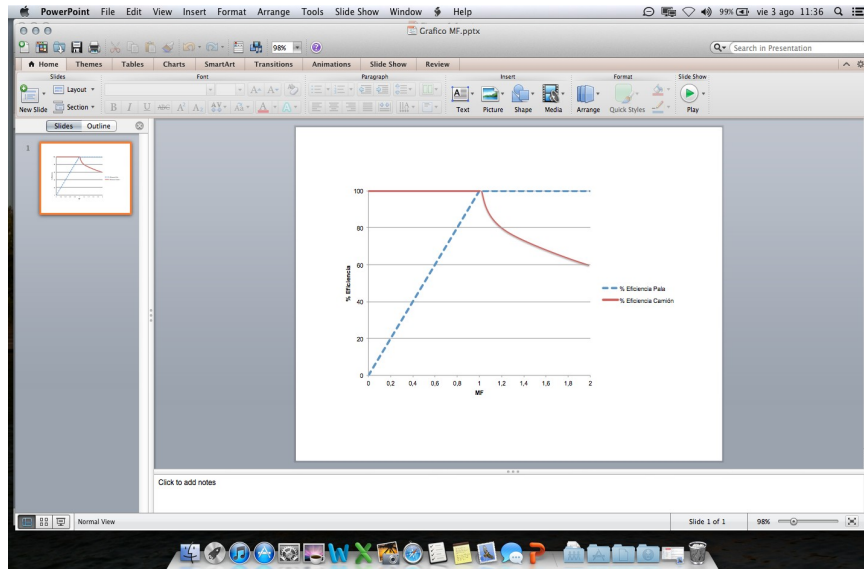 PowerPoint File Edit View Insert Format Arrange Tools Slide Show Window Help 99% vie 3 ago 11:36
Grafico MF.pptx
98% Search in Presentation
Home Themes Tables Charts SmartArt Transitions Animations Slide Show Review
Slides Font Paragraph Insert Format Slide Show
Layout
New Slide Section B I U ABC Text Picture Shape Media Arrange Quick Styles Play
Slides Outline
1
100
80
60
40
20
0
% Eficiencia
0 0,2 0,4 0,6 0,8 1 1,2 1,4 1,6 1,8 2
MF
% Eficiencia Pala
% Eficiencia Camión
Click to add notes
Normal View Slide 1 of 1 98%